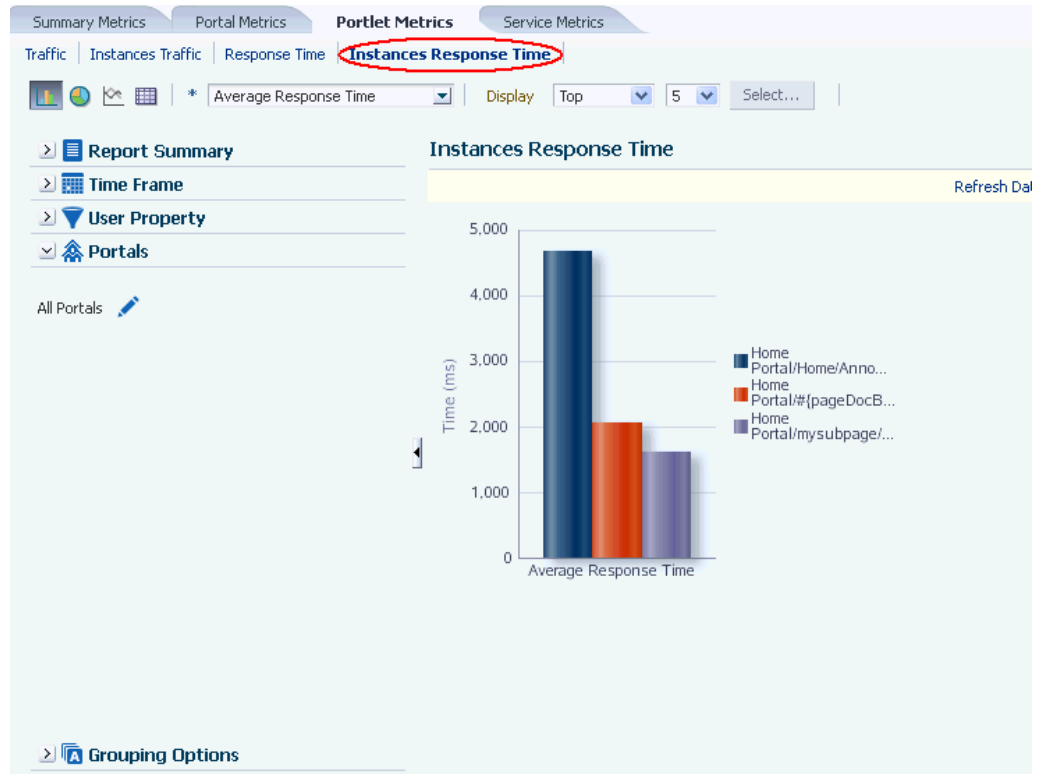 Summary Metrics Portal Metrics Portlet Metrics Service Metrics
Traffic Instances Traffic Response Time Instances Response Time
* Average Response Time Display Top 5 Select...
Report Summary
Time Frame
User Property
Portals
All Portals
Instances Response Time
Refresh Dat
5,000
4,000
3,000
2,000
1,000
0
Time (ms)
Average Response Time
Home
Portal/Home/Anno...
Home
Portal/#{pageDocB...
Home
Portal/mysubpage/...
A
Grouping Options